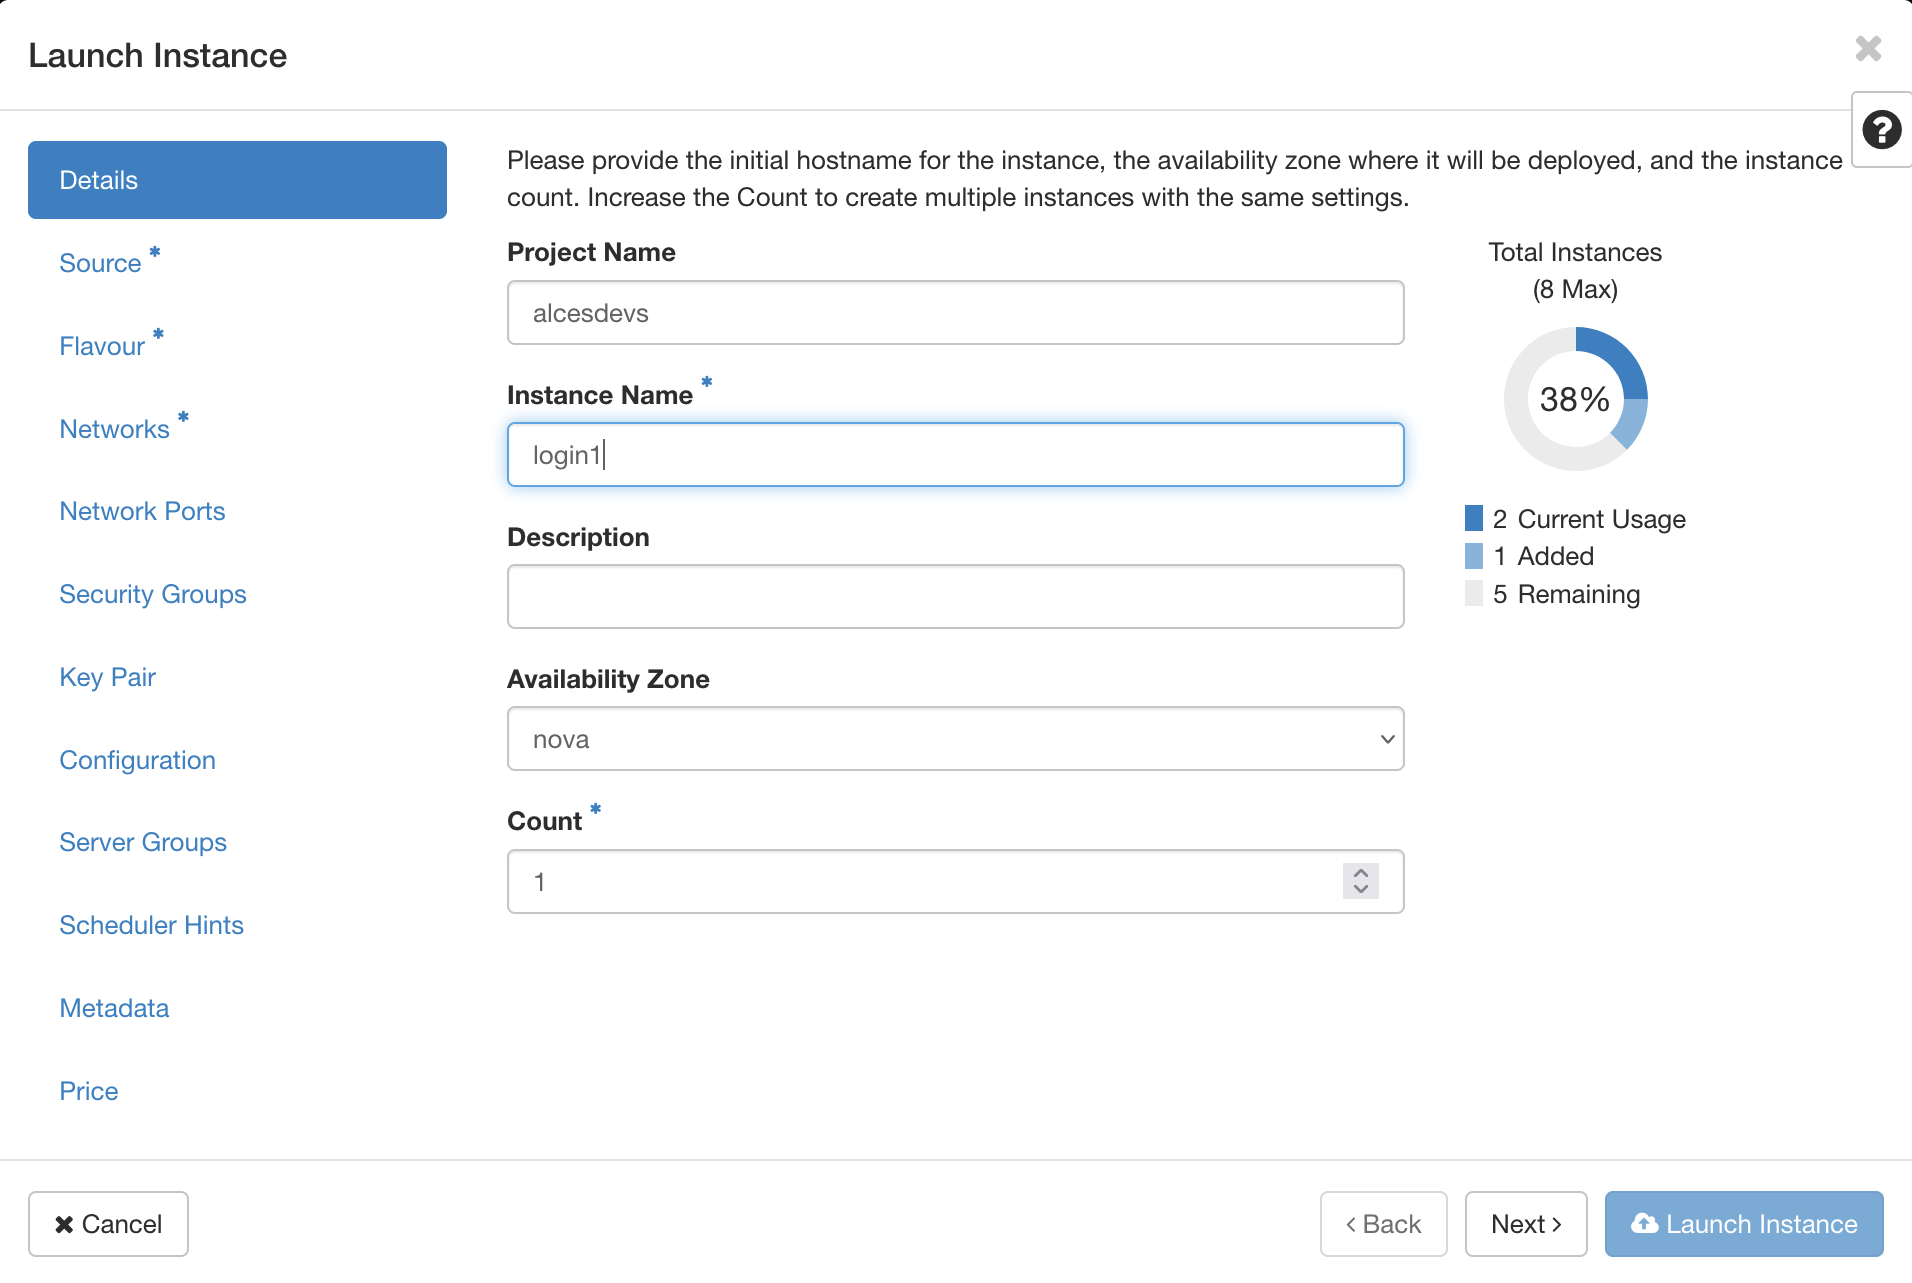 Launch Instance
Details
Source *
Flavour *
Networks *
Network Ports
Security Groups
Key Pair
Configuration
Server Groups
Scheduler Hints
Metadata
Price
Please provide the initial hostname for the instance, the availability zone where it will be deployed, and the instance
count. Increase the Count to create multiple instances with the same settings.
Project Name
alcesdevs
Instance Name *
login1
Description
Availability Zone
nova
Count *
1
Total Instances
(8 Max)
38%
2 Current Usage
1 Added
5 Remaining
Cancel
Back
Next
Launch Instance